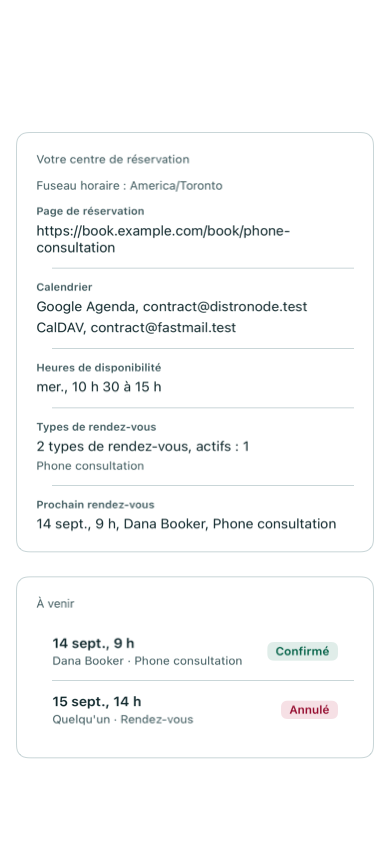 Votre centre de réservation
Fuseau horaire : America/Toronto
Page de réservation
https://book.example.com/book/phone-
consultation
Calendrier
Google Agenda, contract@distronode.test
CalDAV, contract@fastmail.test
Heures de disponibilité
mer., 10 h 30 à 15 h
Types de rendez-vous
2 types de rendez-vous, actifs : 1
Phone consultation
Prochain rendez-vous
14 sept., 9 h, Dana Booker, Phone consultation
À venir
14 sept., 9 h
Dana Booker · Phone consultation
Confirmé
15 sept., 14 h
Quelqu'un · Rendez-vous
Annulé